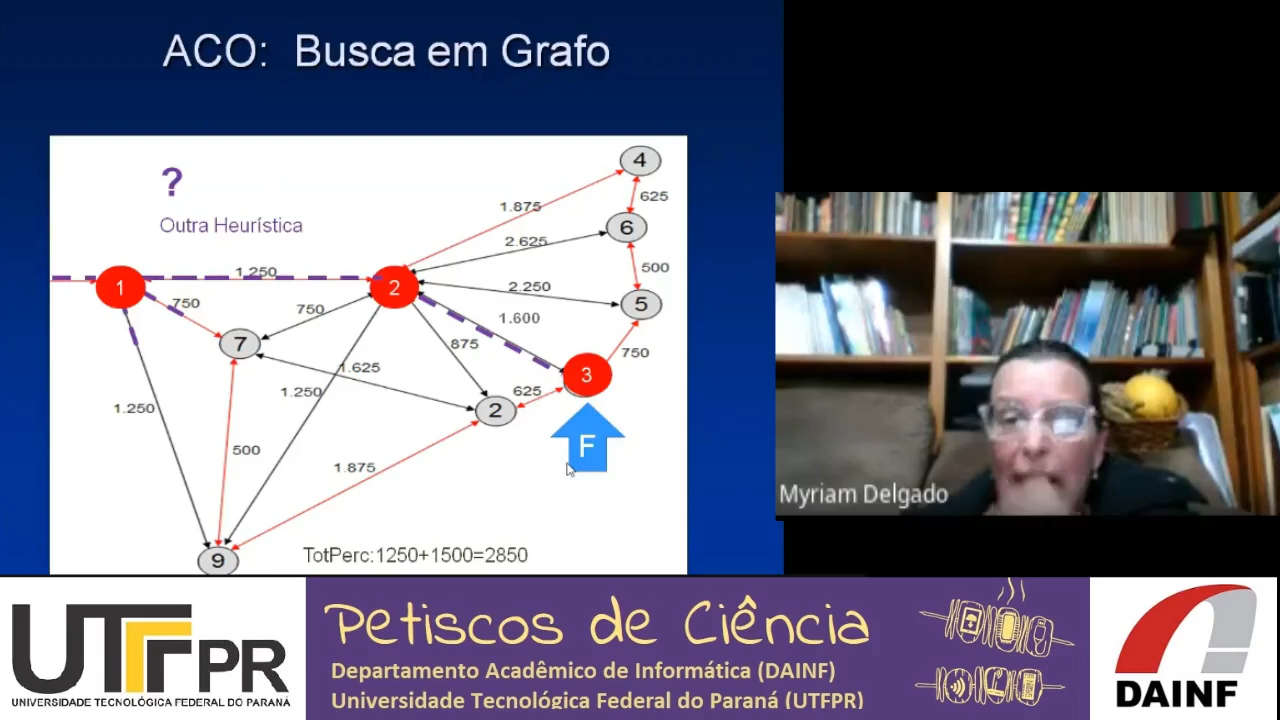 ACO: Busca em Grafo
?
Outra Heurística
4
1.875
625
6
2.625
500
1.250
1
2
2.250
5
750
750
1.600
7
875
750
1.625
3
1.250
625
1.250
2
F
500
1.875
9
TotPerc:1250+1500=2850
Myriam Delgado
UTFPR
UNIVERSIDADE TECNOLÓGICA FEDERAL DO PARANÁ
Petiscos de Ciência
Departamento Acadêmico de Informática (DAINF)
Universidade Tecnológica Federal do Paraná (UTFPR)
DAINF